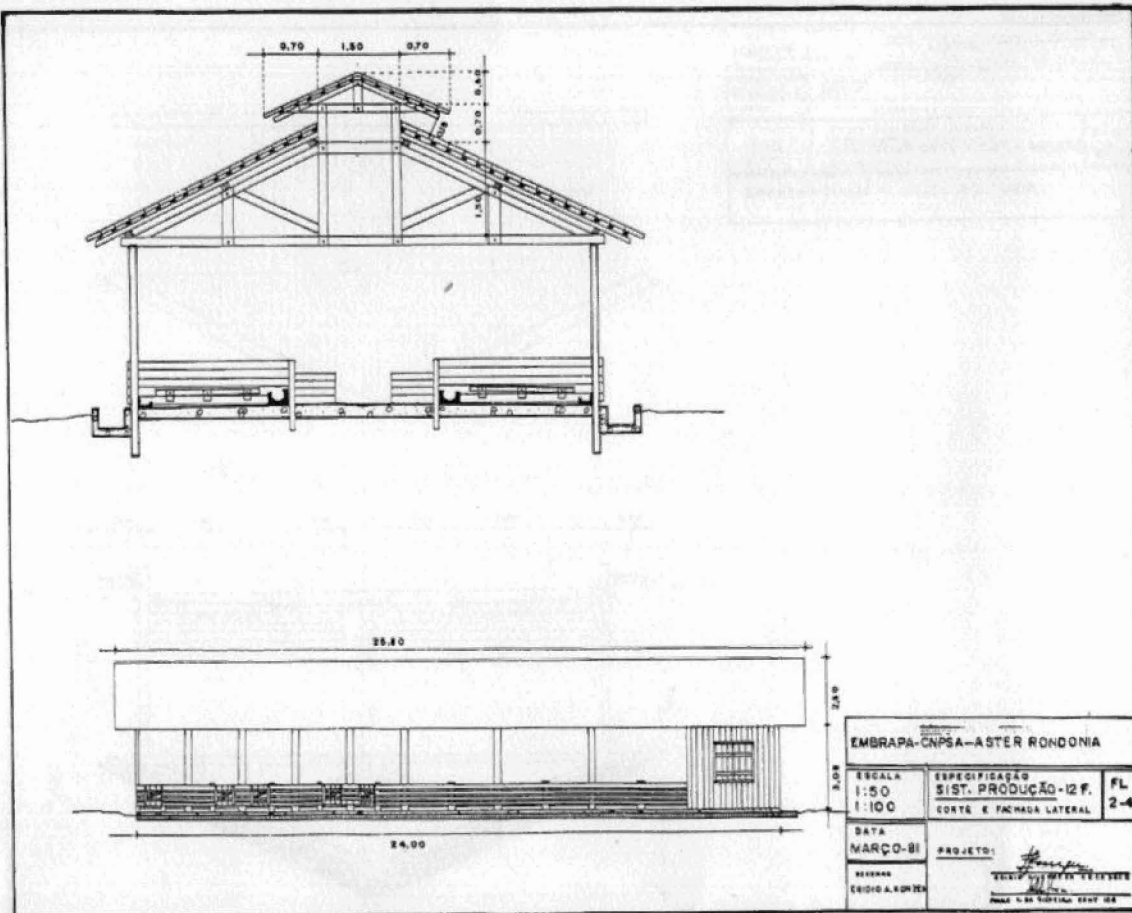 0,70 1,50 0,70
0,70
25,80
2,50
3,08
24,00
EMBRAPA-CNPSA-ASTER RONDONIA
ESCALA
1:50
1:100
ESPECIFICAÇÃO
SIST. PRODUÇÃO-12 F.
CORTE E FACHADA LATERAL
FL
2-4
DATA
MARÇO-81
PROJETO:
DESENHO